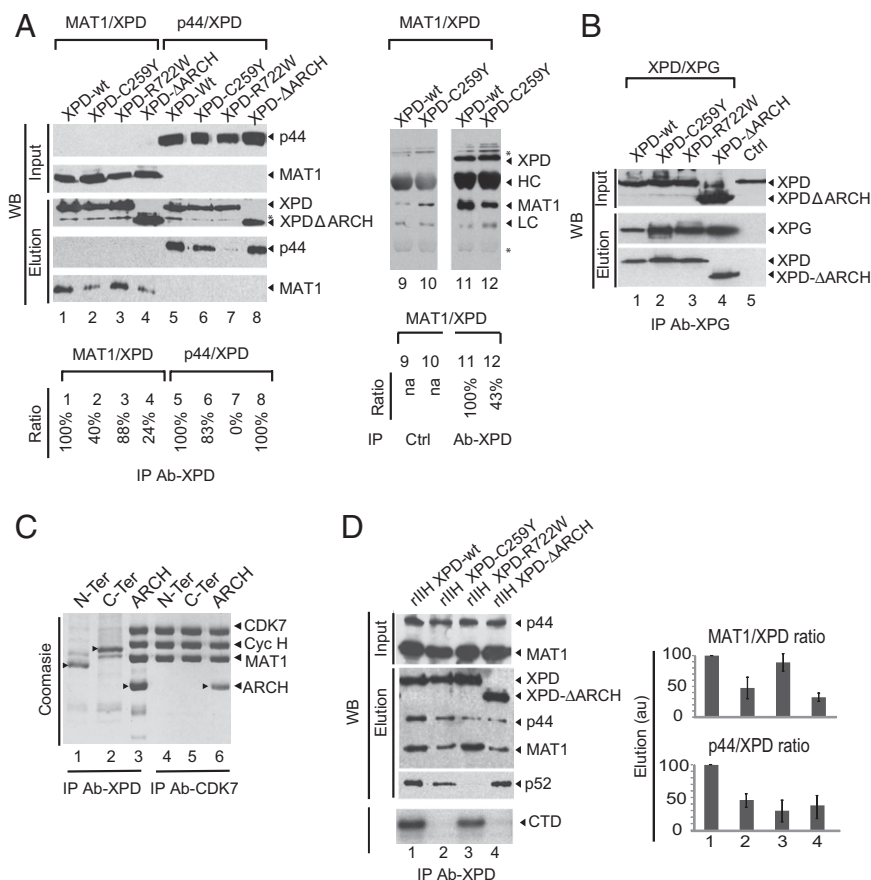 A
MAT1/XPD
p44/XPD
XPD-wt
XPD-C259Y
XPD-R722W
XPD-ΔARCH
XPD-Wt
XPD-C259Y
XPD-R722W
XPD-ΔARCH
WB
Input
p44
MAT1
Elution
XPD
*
XPDΔARCH
p44
MAT1
1 2 3 4 5 6 7 8
MAT1/XPD
p44/XPD
Ratio
1 2 3 4 5 6 7 8
100% 40% 88% 24% 100% 83% 0% 100%
IP Ab-XPD
MAT1/XPD
XPD-wt
XPD-C259Y
XPD-wt
XPD-C259Y
*
XPD
HC
MAT1
LC
*
9 10 11 12
MAT1/XPD
Ratio
9 10 11 12
na na 100% 43%
IP Ctrl Ab-XPD
B
XPD/XPG
XPD-wt
XPD-C259Y
XPD-R722W
XPD-ΔARCH
Ctrl
WB
Input
XPD
XPDΔARCH
Elution
XPG
XPD
XPD-ΔARCH
1 2 3 4 5
IP Ab-XPG
C
N-Ter
C-Ter
ARCH
N-Ter
C-Ter
ARCH
Coomasie
CDK7
Cyc H
MAT1
ARCH
1 2 3 4 5 6
IP Ab-XPD
IP Ab-CDK7
D
rIIH XPD-wt
rIIH XPD-C259Y
rIIH XPD-R722W
rIIH XPD-ΔARCH
WB
Input
p44
MAT1
Elution
XPD
XPD-ΔARCH
p44
MAT1
p52
CTD
1 2 3 4
IP Ab-XPD
Elution (au)
MAT1/XPD ratio
100
50
0
p44/XPD ratio
100
50
0
1 2 3 4